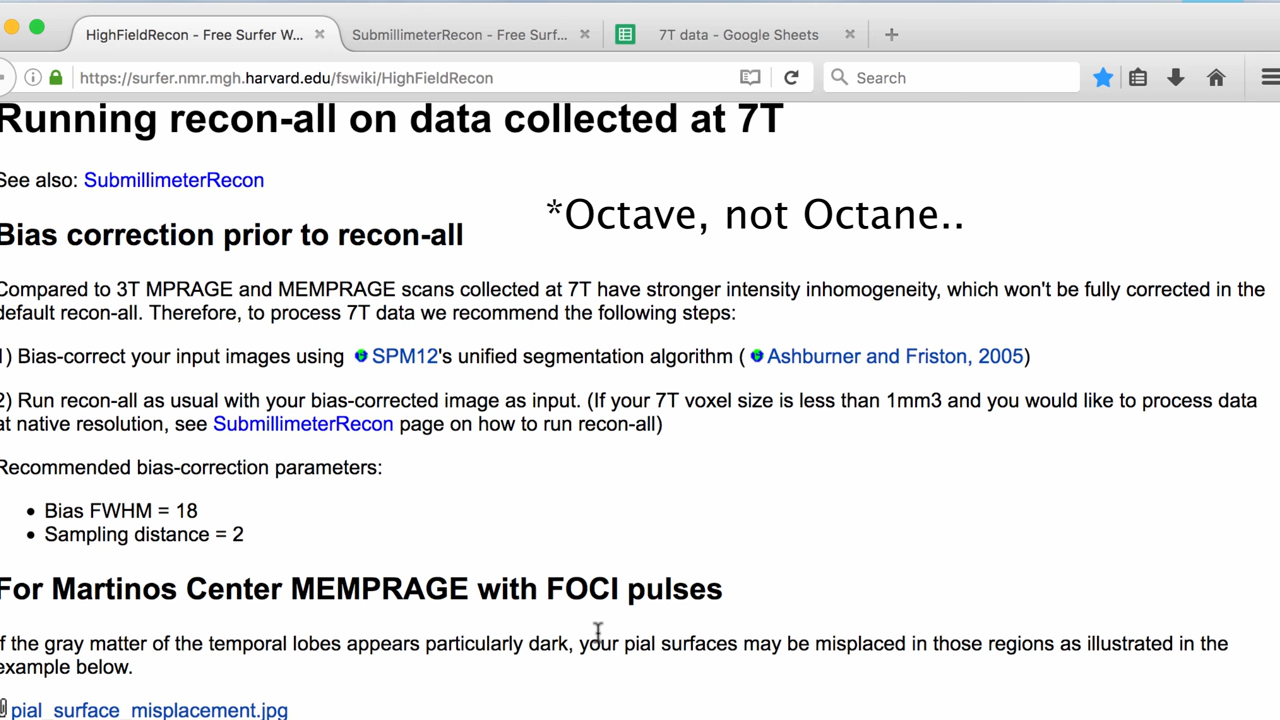 HighFieldRecon - Free Surfer W... SubmillimeterRecon - Free Surf... 7T data - Google Sheets
https://surfer.nmr.mgh.harvard.edu/fswiki/HighFieldRecon Search
Running recon-all on data collected at 7T
See also: SubmillimeterRecon
*Octave, not Octane..
Bias correction prior to recon-all
Compared to 3T MPRAGE and MEMPRAGE scans collected at 7T have stronger intensity inhomogeneity, which won't be fully corrected in the
default recon-all. Therefore, to process 7T data we recommend the following steps:
1) Bias-correct your input images using SPM12's unified segmentation algorithm ( Ashburner and Friston, 2005)
2) Run recon-all as usual with your bias-corrected image as input. (If your 7T voxel size is less than 1mm3 and you would like to process data
at native resolution, see SubmillimeterRecon page on how to run recon-all)
Recommended bias-correction parameters:
• Bias FWHM = 18
• Sampling distance = 2
For Martinos Center MEMPRAGE with FOCI pulses
If the gray matter of the temporal lobes appears particularly dark, your pial surfaces may be misplaced in those regions as illustrated in the
example below.
pial_surface_misplacement.jpg